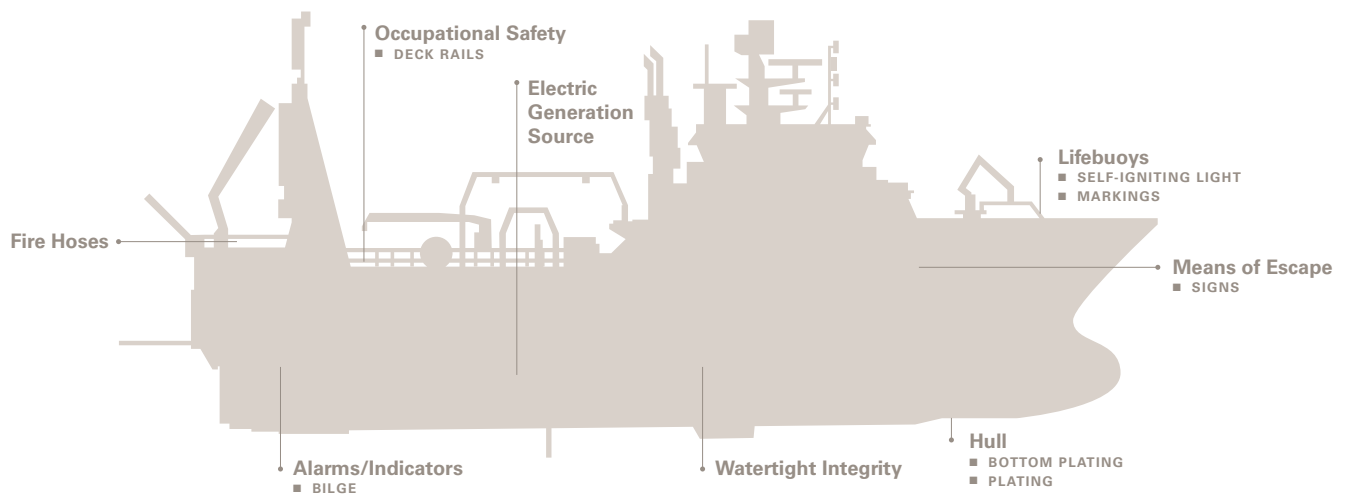 Occupational Safety
■ DECK RAILS
Electric
Generation
Source
Lifebuoys
■ SELF-IGNITING LIGHT
■ MARKINGS
Fire Hoses
Means of Escape
■ SIGNS
Alarms/Indicators
■ BILGE
Watertight Integrity
Hull
■ BOTTOM PLATING
■ PLATING